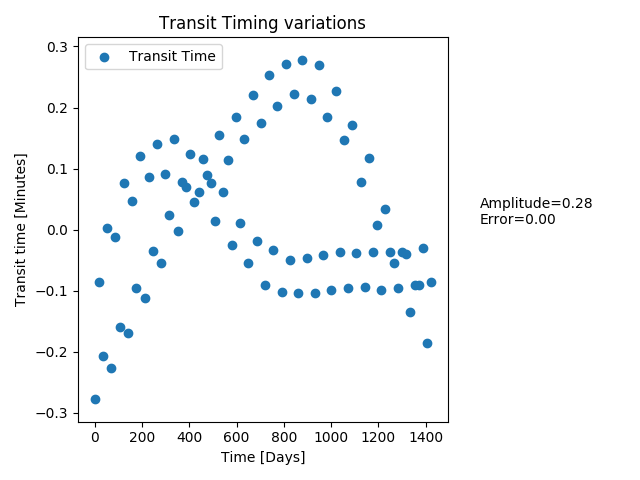 Transit Timing variations
Transit Time
Transit time [Minutes]
0.3
0.2
0.1
0.0
−0.1
−0.2
−0.3
0
200
400
600
800
1000
1200
1400
Time [Days]
Amplitude=0.28
Error=0.00